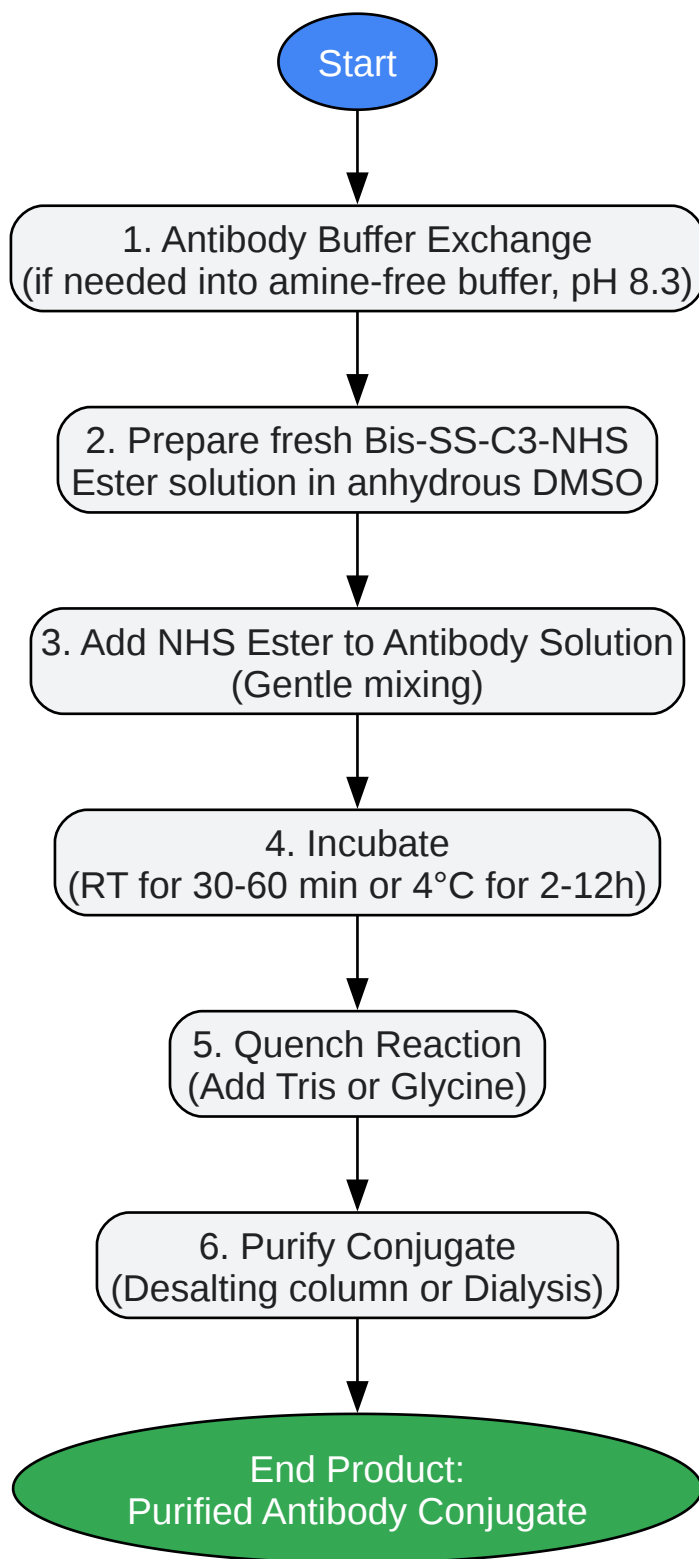 Start
1. Antibody Buffer Exchange
(if needed into amine-free buffer, pH 8.3)
2. Prepare fresh Bis-SS-C3-NHS
Ester solution in anhydrous DMSO
3. Add NHS Ester to Antibody Solution
(Gentle mixing)
4. Incubate
(RT for 30-60 min or 4°C for 2-12h)
5. Quench Reaction
(Add Tris or Glycine)
6. Purify Conjugate
(Desalting column or Dialysis)
End Product:
Purified Antibody Conjugate